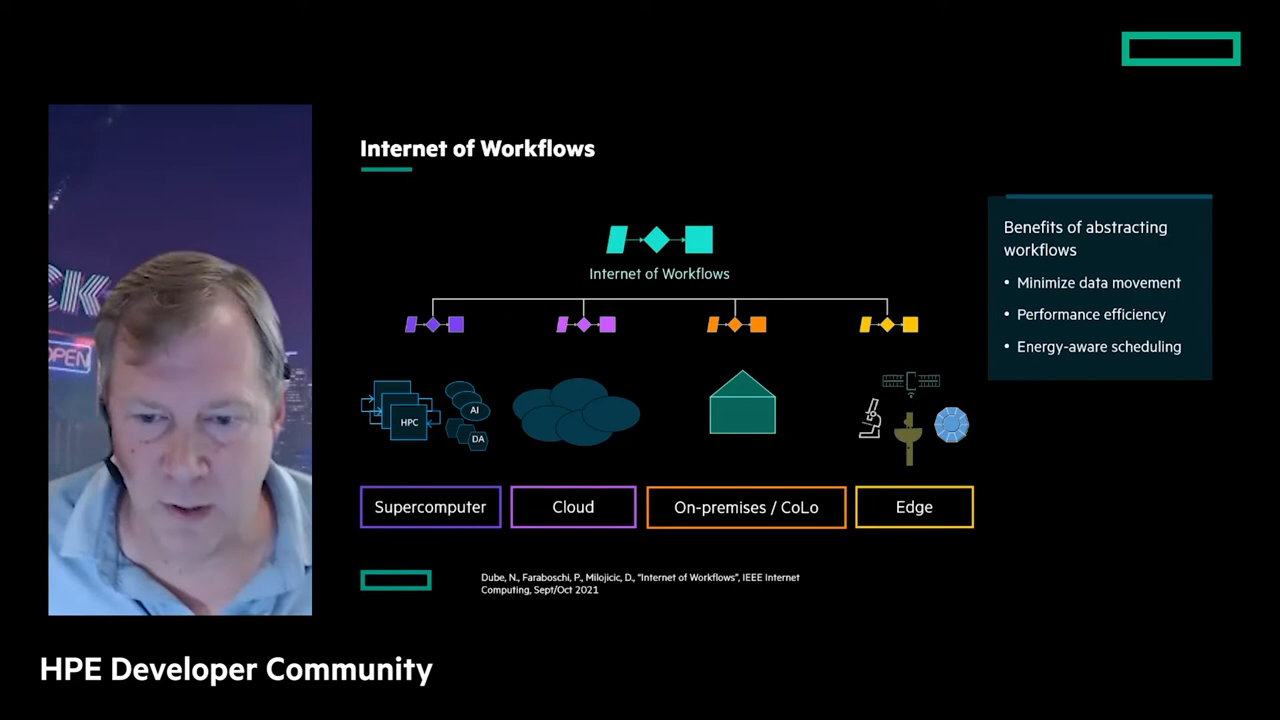 Internet of Workflows
Internet of Workflows
Benefits of abstracting
workflows
• Minimize data movement
• Performance efficiency
• Energy-aware scheduling
CK
OPEN
HPC
AI
DA
Supercomputer
Cloud
On-premises / CoLo
Edge
Dube, N., Faraboschi, P., Milojicic, D., "Internet of Workflows", IEEE Internet
Computing, Sept/Oct 2021
HPE Developer Community